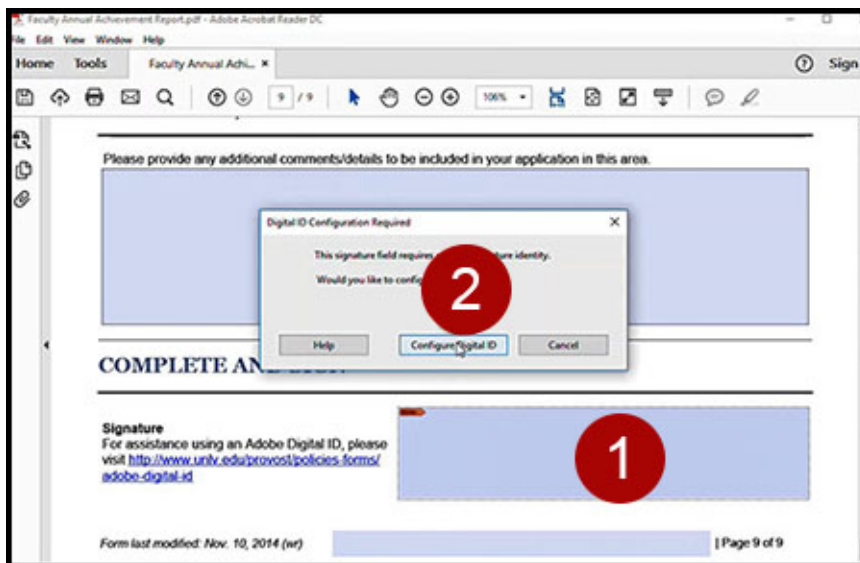 Faculty Annual Achievement Report.pdf - Adobe Acrobat Reader DC
File Edit View Window Help
Home Tools Faculty Annual Achi... × Sign
9 / 9 106%
Please provide any additional comments/details to be included in your application in this area.
Digital ID Configuration Required
This signature field requires identity.
Would you like to
2
Help Configure Digital ID Cancel
COMPLETE AND SIGN
Signature
For assistance using an Adobe Digital ID, please
visit http://www.unlv.edu/provost/policies-forms/
adobe-digital-id
1
Form last modified: Nov. 10, 2014 (wr) | Page 9 of 9